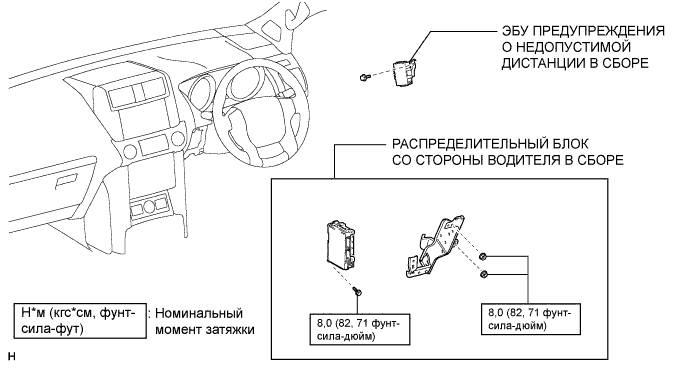 ЭБУ ПРЕДУПРЕЖДЕНИЯ
О НЕДОПУСТИМОЙ
ДИСТАНЦИИ В СБОРЕ
РАСПРЕДЕЛИТЕЛЬНЫЙ БЛОК
СО СТОРОНЫ ВОДИТЕЛЯ В СБОРЕ
8,0 (82, 71 фунт-
сила-дюйм)
8,0 (82, 71 фунт-
сила-дюйм)
Н*м (кгс*см, фунт-
сила-фут)
: Номинальный
момент затяжки
Н